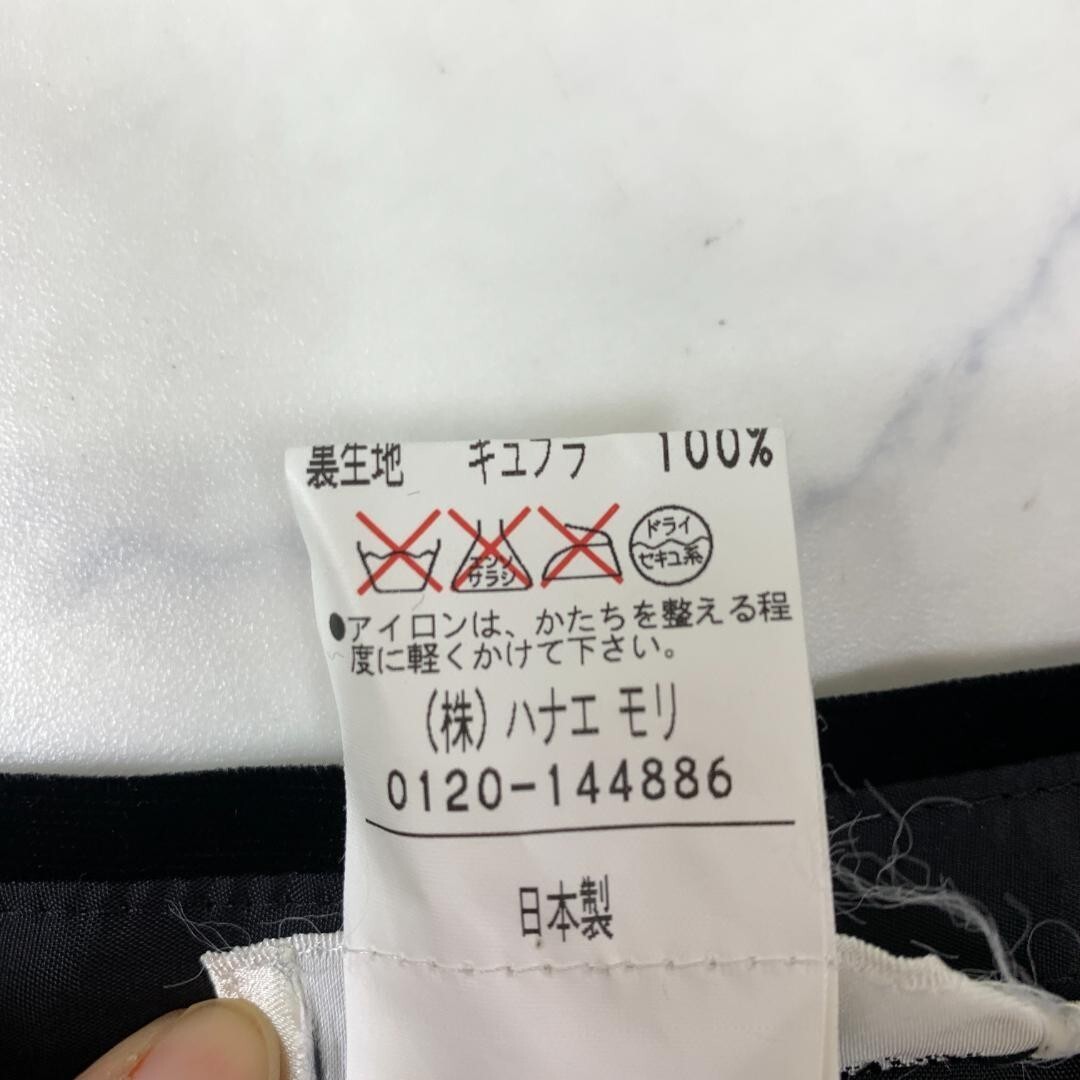 裏生地 キュプラ 100%
エンソ
サラシ
ドライ
セキユ系
●アイロンは、かたちを整える程
度に軽くかけて下さい。
(株)ハナエ モリ
0120-144886
日本製